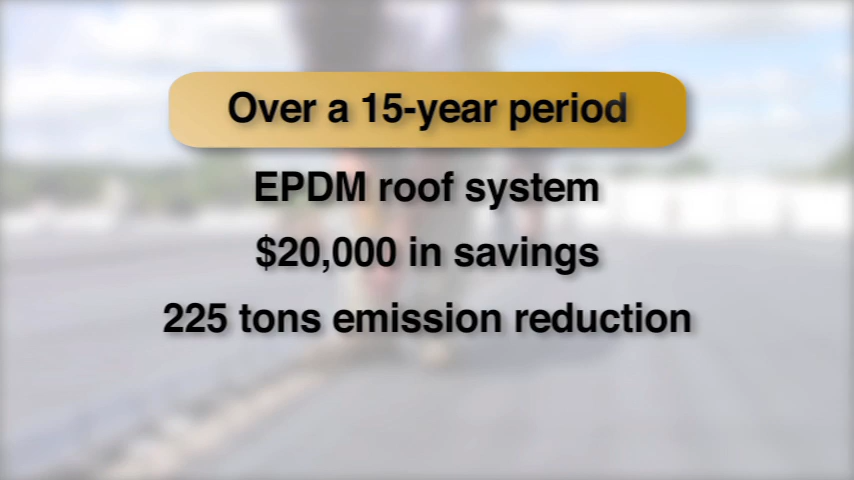 Over a 15-year period
EPDM roof system
$20,000 in savings
225 tons emission reduction